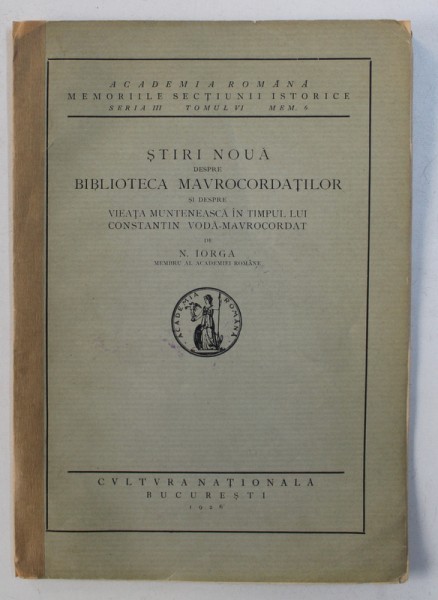 ACADEMIA ROMÂNĂ
MEMORIILE SECȚIUNII ISTORICE
SERIA III TOMUL VI MEM. 8
ȘTIRI NOUĂ
DESPRE
BIBLIOTECA MAVROCORDAȚILOR
ȘI DESPRE
VIEAȚA MUNTENEASCĂ ÎN TIMPUL LUI
CONSTANTIN VODĂ-MAVROCORDAT
DE
N. IORGA
MEMBRU AL ACADEMIEI ROMÂNE
ACADEMIA ROMÂNĂ
CVLTVRA NAȚIONALĂ
BUCUREȘTI